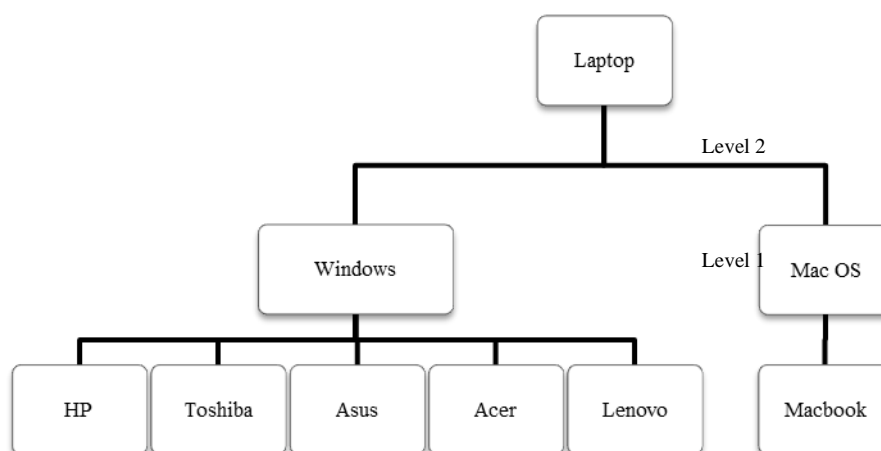 Laptop
Level 2
Windows
Level 1
Mac OS
HP
Toshiba
Asus
Acer
Lenovo
Macbook